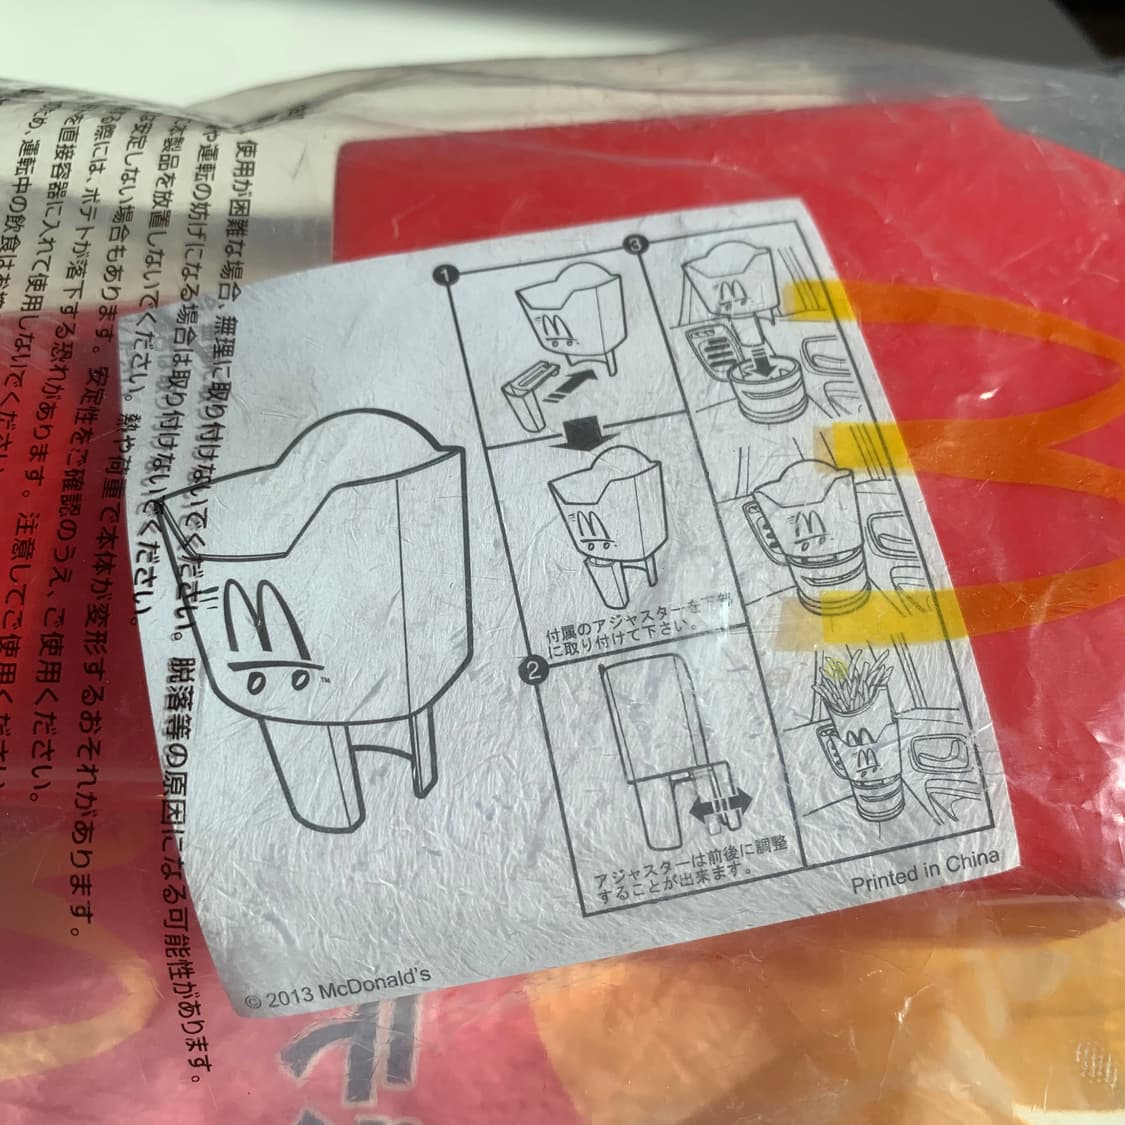 使用が困難な場合、無理に取り付けないでください。脱落等の原因になる可能性があります。
や運転の妨げになる場合は取り付けないでください。
本製品を放置しないでください。熱や荷重で本体が変形するおそれがあります。
安定しない場合もあります。安定性をご確認のうえ、ご使用ください。
る際には、ポテトが落下する恐れがあります。注意してご使用ください
を直接容器に入れて使用しないでください
め、運転中の飲食はお
1
付属のアジャスターを下部
に取り付けて下さい。
2
アジャスターは前後に調整
することが出来ます。
3
TM
© 2013 McDonald's
Printed in China